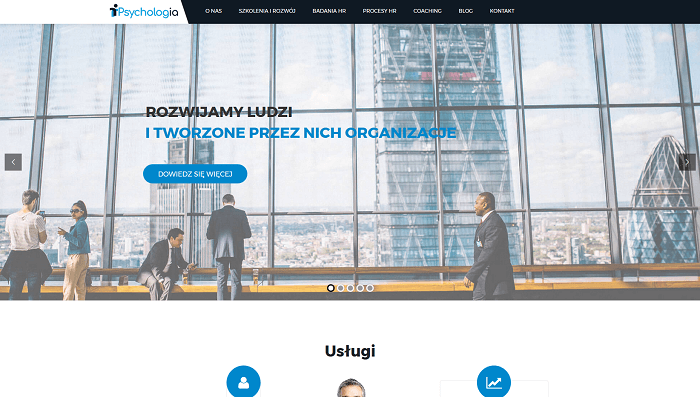 Psychologia
O NAS
SZKOLENIA I ROZWÓJ
BADANIA HR
PROCESY HR
COACHING
BLOG
KONTAKT
ROZWIJAMY LUDZI
I TWORZONE PRZEZ NICH ORGANIZACJE
DOWIEDZ SIĘ WIĘCEJ
Usługi